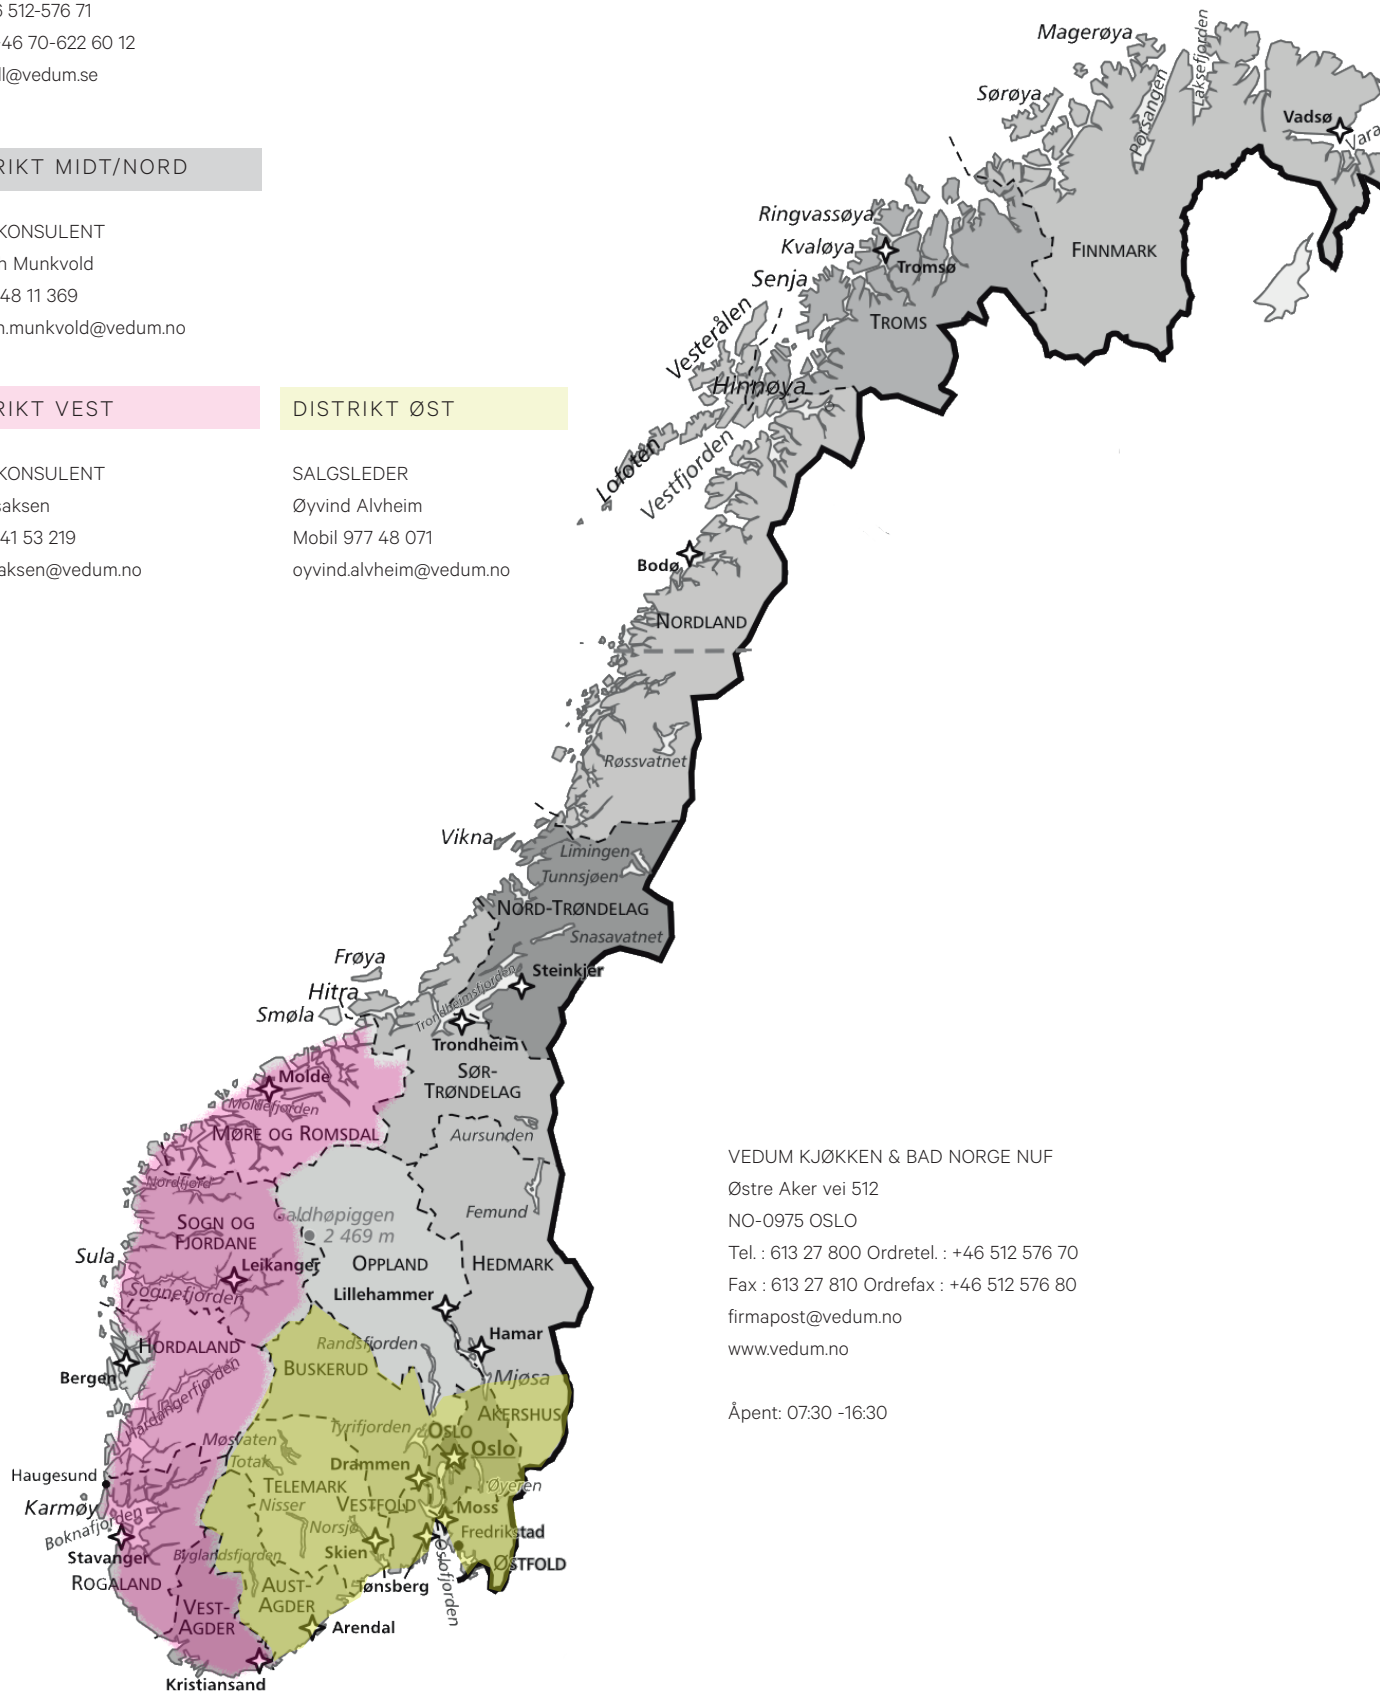 6 512-576 71
46 70-622 60 12
ll@vedum.se
RIKT MIDT/NORD
KONSULENT
n Munkvold
48 11 369
n.munkvold@vedum.no
RIKT VEST
KONSULENT
saksen
41 53 219
aksen@vedum.no
DISTRIKT ØST
SALGSLEDER
Øyvind Alvheim
Mobil 977 48 071
oyvind.alvheim@vedum.no
Magerøya
Laksefjorden
Sørøya
Porsangen
Vadsø
Vara
Ringvassøya
Kvaløya
Tromsø
FINNMARK
Senja
TROMS
Vesterålen
Hinnøya
Lofoten
Vestfjorden
Bodø
NORDLAND
Røssvatnet
Vikna
Limingen
Tunnsjøen
NORD-TRØNDELAG
Snasavatnet
Frøya
Steinkjer
Hitra
Trondheimsfjorden
Smøla
Trondheim
SØR-
TRØNDELAG
Molde
Moldefjorden
MØRE OG ROMSDAL
Aursunden
Nordfjord
Galdhøpiggen
2 469 m
Femund
SOGN OG
FJORDANE
Sula
Leikanger
OPPLAND
HEDMARK
Sognefjorden
Lillehammer
Hamar
HORDALAND
Randsfjorden
Bergen
BUSKERUD
Mjøsa
Hardangerfjorden
AKERSHUS
Møsvaten
Tyrifjorden
OSLO
Oslo
Totak
Drammen
Haugesund
TELEMARK
Øyeren
Karmøy
Nisser
VESTFOLD
Moss
Boknafjorden
Norsjø
Fredrikstad
Stavanger
Byglandsfjorden
Skien
Oslofjorden
ØSTFOLD
ROGALAND
AUST-
AGDER
Tønsberg
VEST-
AGDER
Arendal
Kristiansand
VEDUM KJØKKEN & BAD NORGE NUF
Østre Aker vei 512
NO-0975 OSLO
Tel. : 613 27 800 Ordretel. : +46 512 576 70
Fax : 613 27 810 Ordrefax : +46 512 576 80
firmapost@vedum.no
www.vedum.no
Åpent: 07:30 -16:30